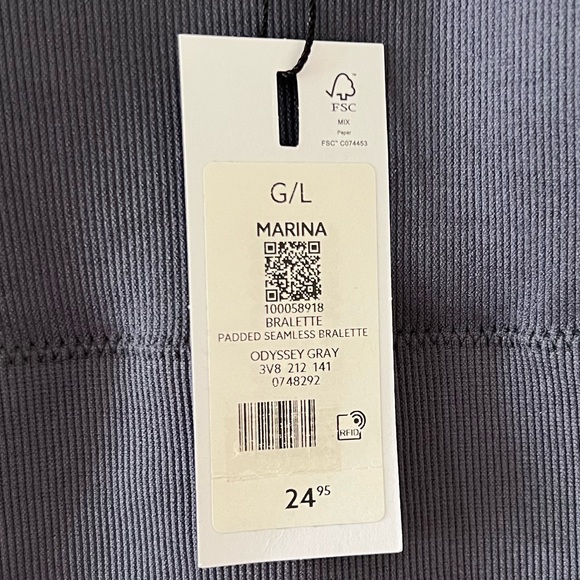 FSC™
MIX
Paper
FSC® C074453
G/L
MARINA
100058918
BRALETTE
PADDED SEAMLESS BRALETTE
ODYSSEY GRAY
3V8 212 141
0748292
RFID
24.95